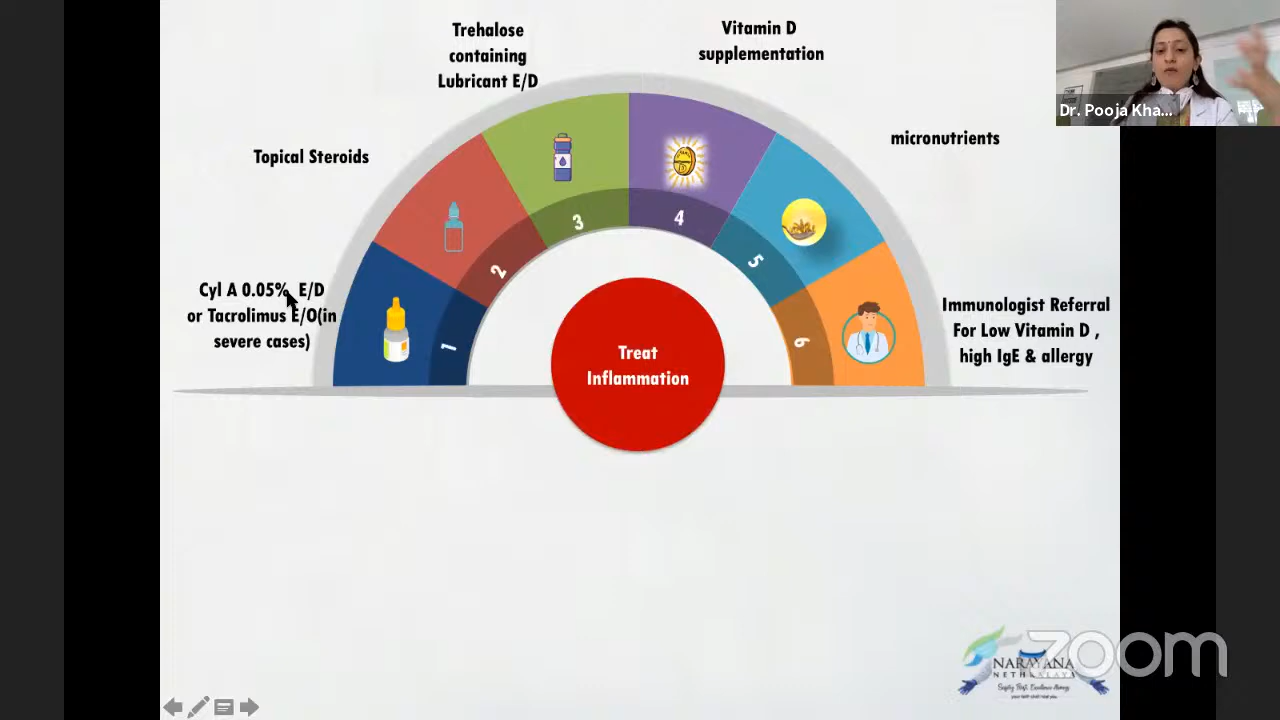 Trehalose
containing
Lubricant E/D
Vitamin D
supplementation
Dr. Pooja Kha...
micronutrients
Topical Steroids
3
4
2
5
Cyl A 0.05% E/D
or Tacrolimus E/O(in
severe cases)
1
6
Immunologist Referral
For Low Vitamin D ,
high IgE & allergy
Treat
Inflammation
zoom
NARAYANA
NETHRALAYA